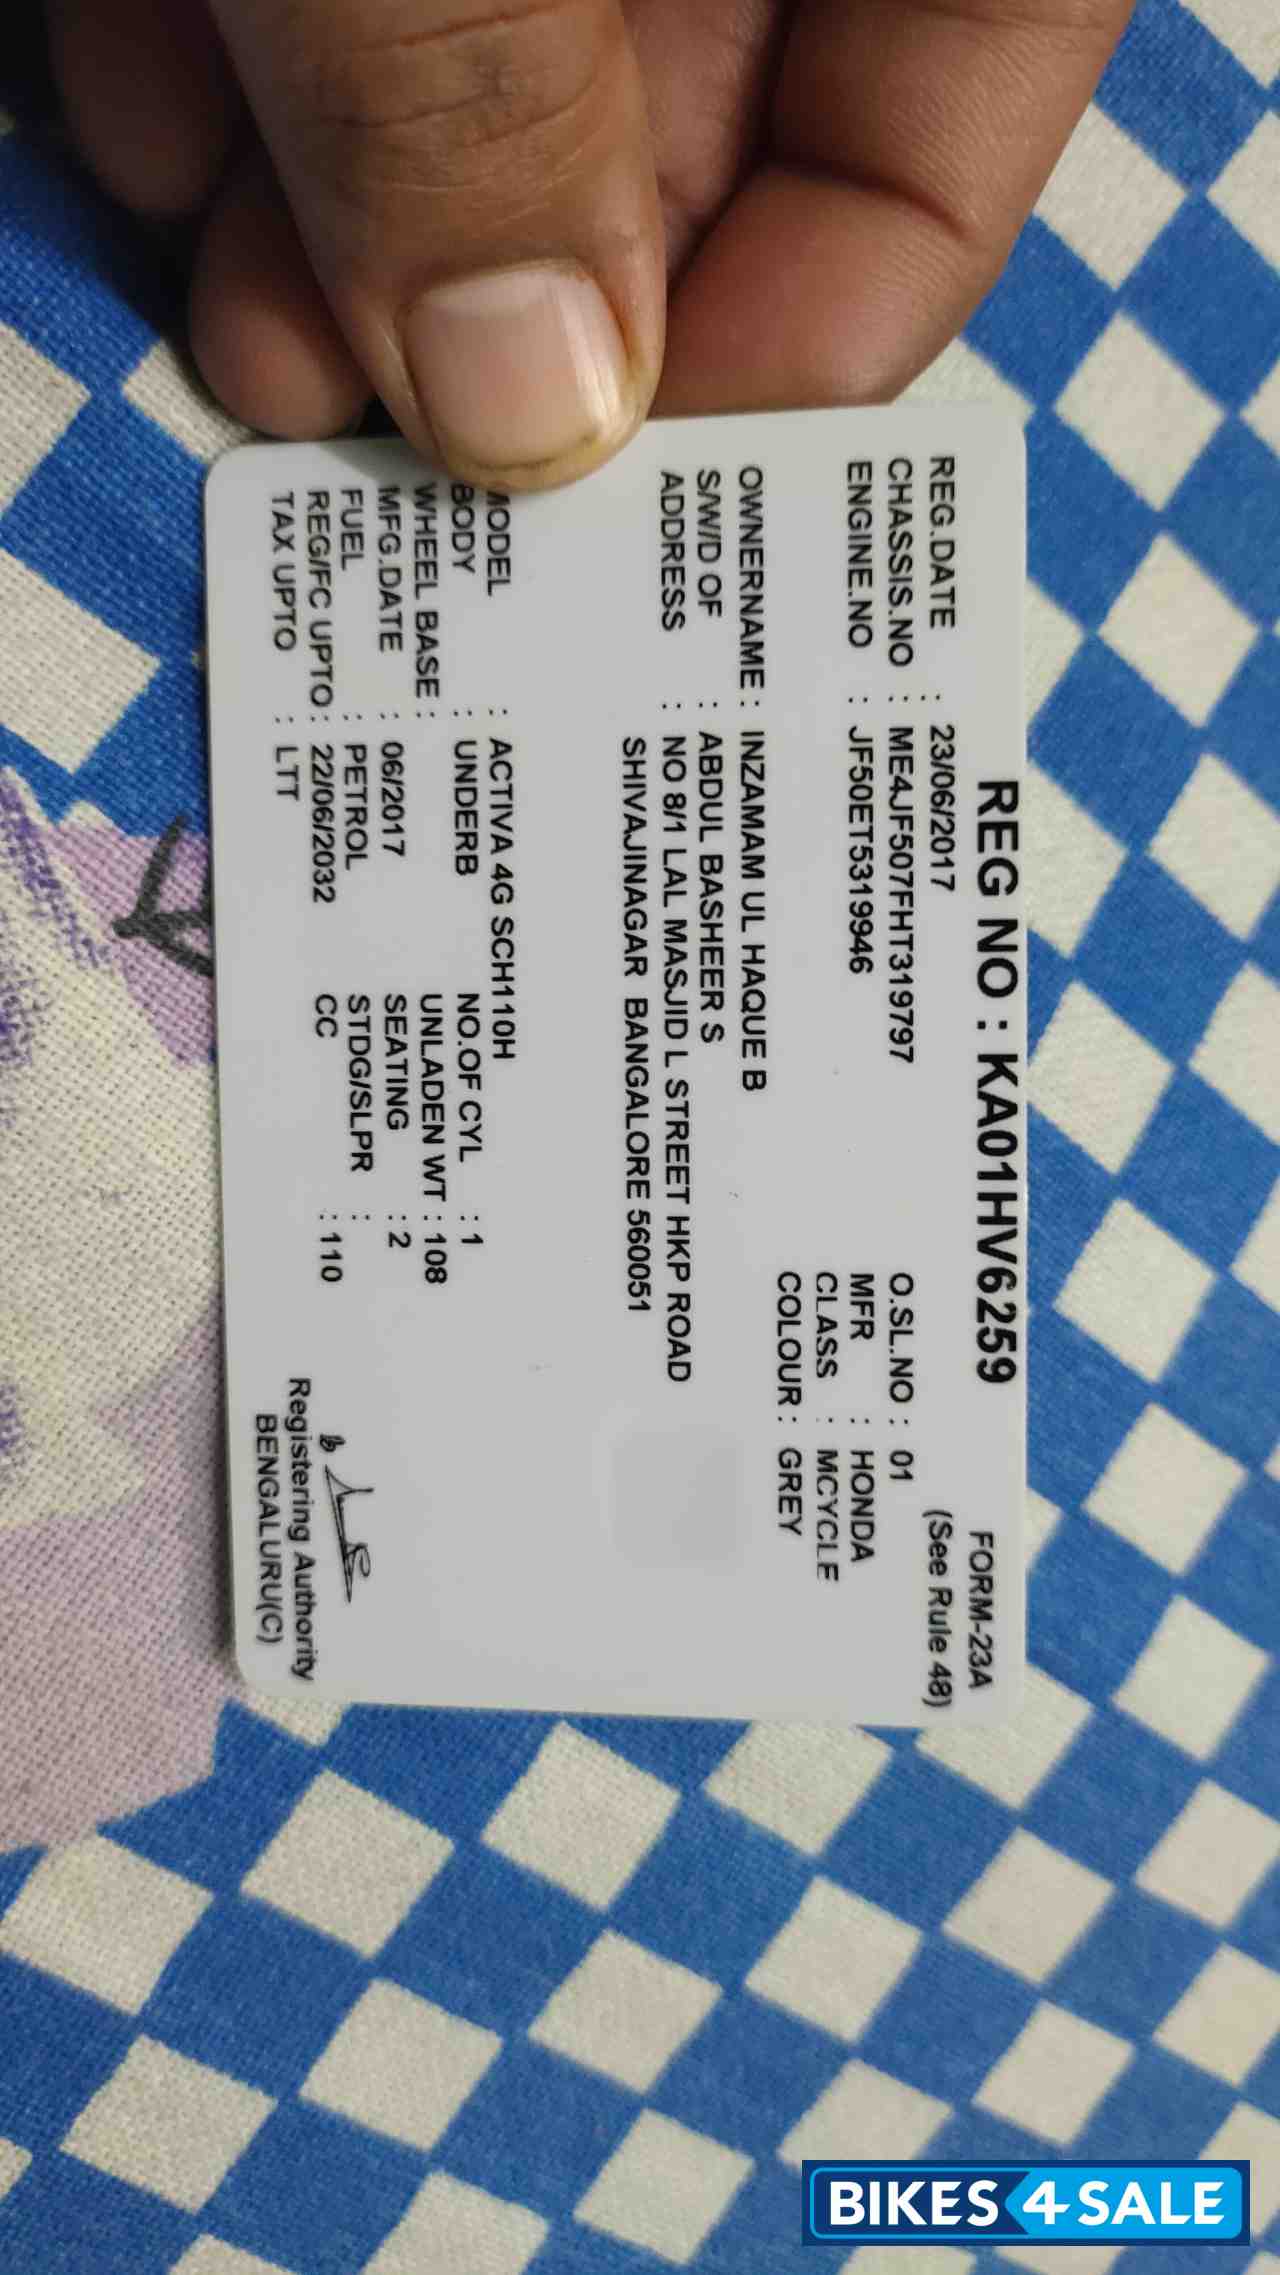 REG NO : KA01HV6259
FORM-23A
(See Rule 48)
REG.DATE : 23/06/2017
CHASSIS.NO : ME4JF507FHT319797 O.SL.NO : 01
ENGINE.NO : JF50ET5319946 MFR : HONDA
CLASS : MCYCLE
COLOUR : GREY
OWNERNAME : INZAMAM UL HAQUE B
S/W/D OF : ABDUL BASHEER S
ADDRESS : NO 8/1 LAL MASJID L STREET HKP ROAD
SHIVAJINAGAR BANGALORE 560051
MODEL : ACTIVA 4G SCH110H
BODY : UNDERB NO.OF CYL : 1
WHEEL BASE : UNLADEN WT : 108
MFG.DATE : 06/2017 SEATING : 2
FUEL : PETROL STDG/SLPR :
REG/FC UPTO : 22/06/2032 CC : 110
TAX UPTO : LTT
Registering Authority
BENGALURU(C)
BIKES4SALE